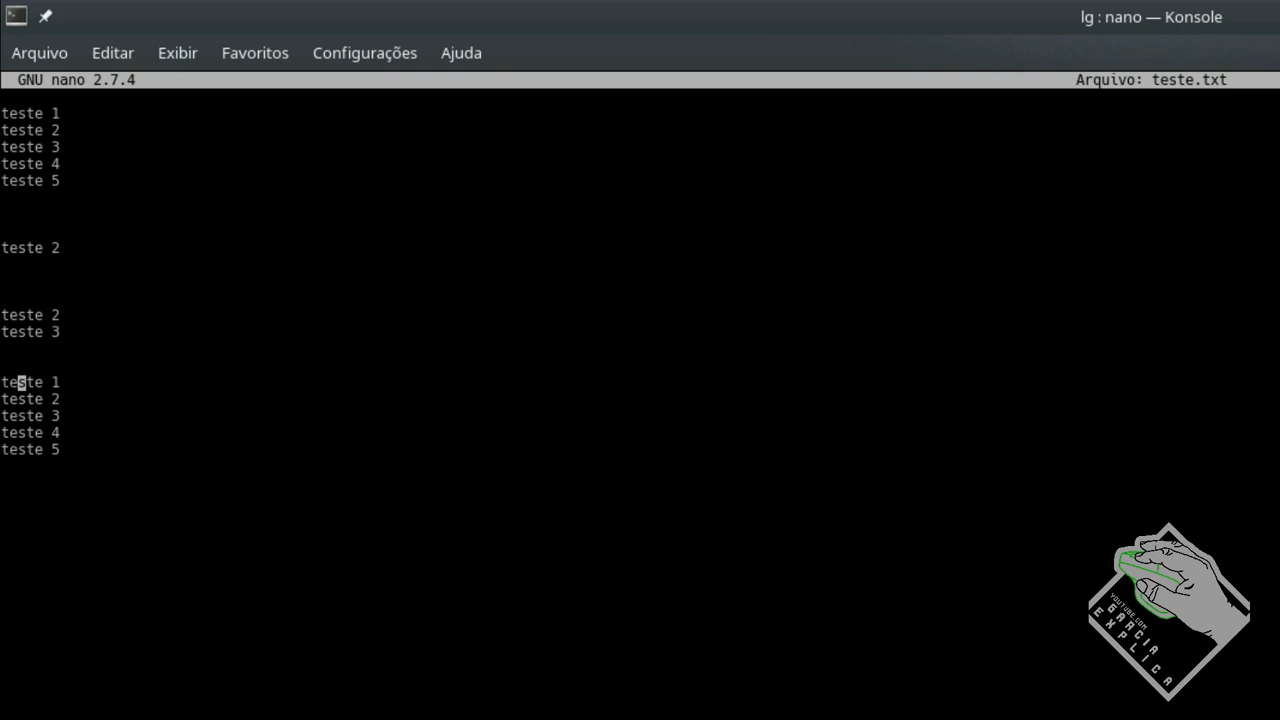 lg : nano — Konsole
Arquivo Editar Exibir Favoritos Configurações Ajuda
GNU nano 2.7.4 Arquivo: teste.txt
teste 1
teste 2
teste 3
teste 4
teste 5
teste 2
teste 2
teste 3
teste 1
teste 2
teste 3
teste 4
teste 5
YOUTUBE.COM
GARCIA
EXPLICA